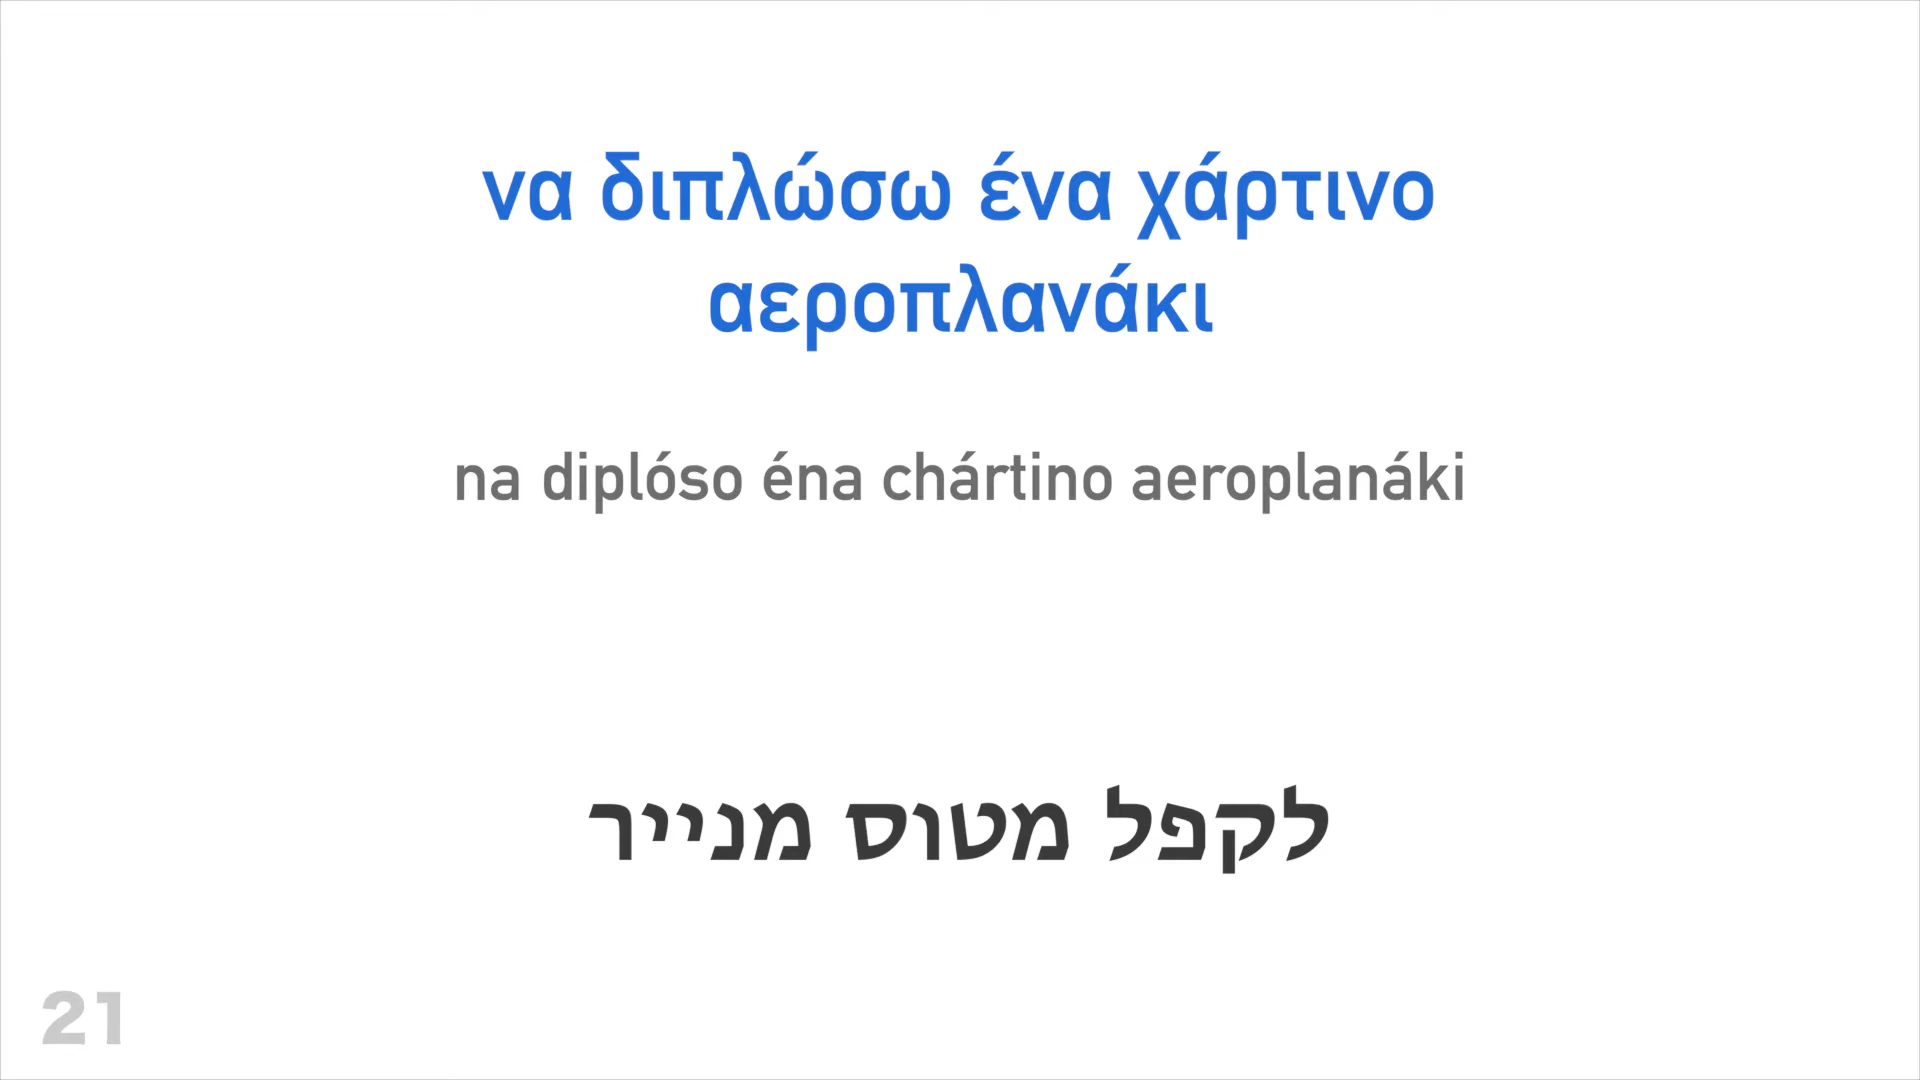 να διπλώσω ένα χάρτινο
αεροπλανάκι
na diplóso éna chártino aeroplanáki
לקפל מטוס מנייר
21